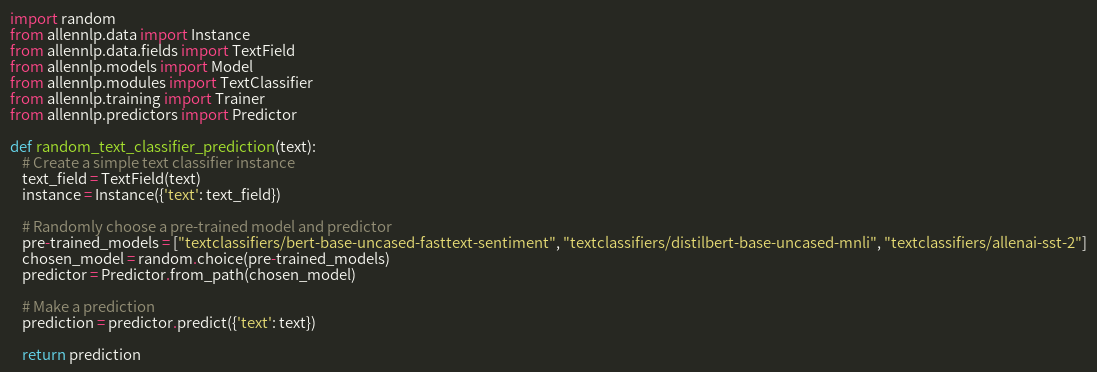 import random
from allennlp.data import Instance
from allennlp.data.fields import TextField
from allennlp.models import Model
from allennlp.modules import TextClassifier
from allennlp.training import Trainer
from allennlp.predictors import Predictor

def random_text_classifier_prediction(text):
    # Create a simple text classifier instance
    text_field = TextField(text)
    instance = Instance({'text': text_field})

    # Randomly choose a pre-trained model and predictor
    pre-trained_models = ["textclassifiers/bert-base-uncased-fasttext-sentiment", "textclassifiers/distilbert-base-uncased-mnli", "textclassifiers/allenai-sst-2"]
    chosen_model = random.choice(pre-trained_models)
    predictor = Predictor.from_path(chosen_model)

    # Make a prediction
    prediction = predictor.predict({'text': text})

    return prediction